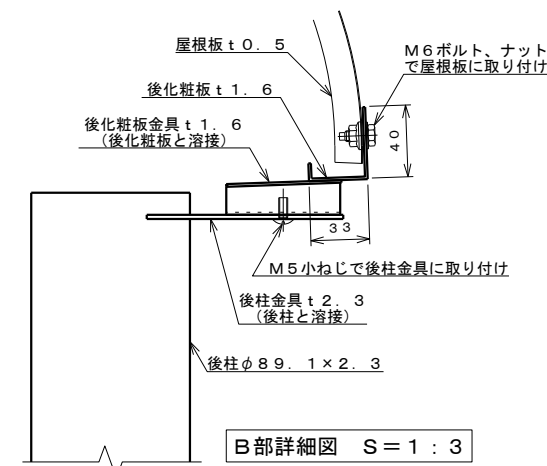 屋根板ｔ０．５
Ｍ６ボルト、ナット
で屋根板に取り付け
後化粧板ｔ１．６
後化粧板金具ｔ１．６
（後化粧板と溶接）
４０
３３
Ｍ５小ねじで後柱金具に取り付け
後柱金具ｔ２．３
（後柱と溶接）
後柱φ８９．１×２．３
Ｂ部詳細図　Ｓ＝１：３